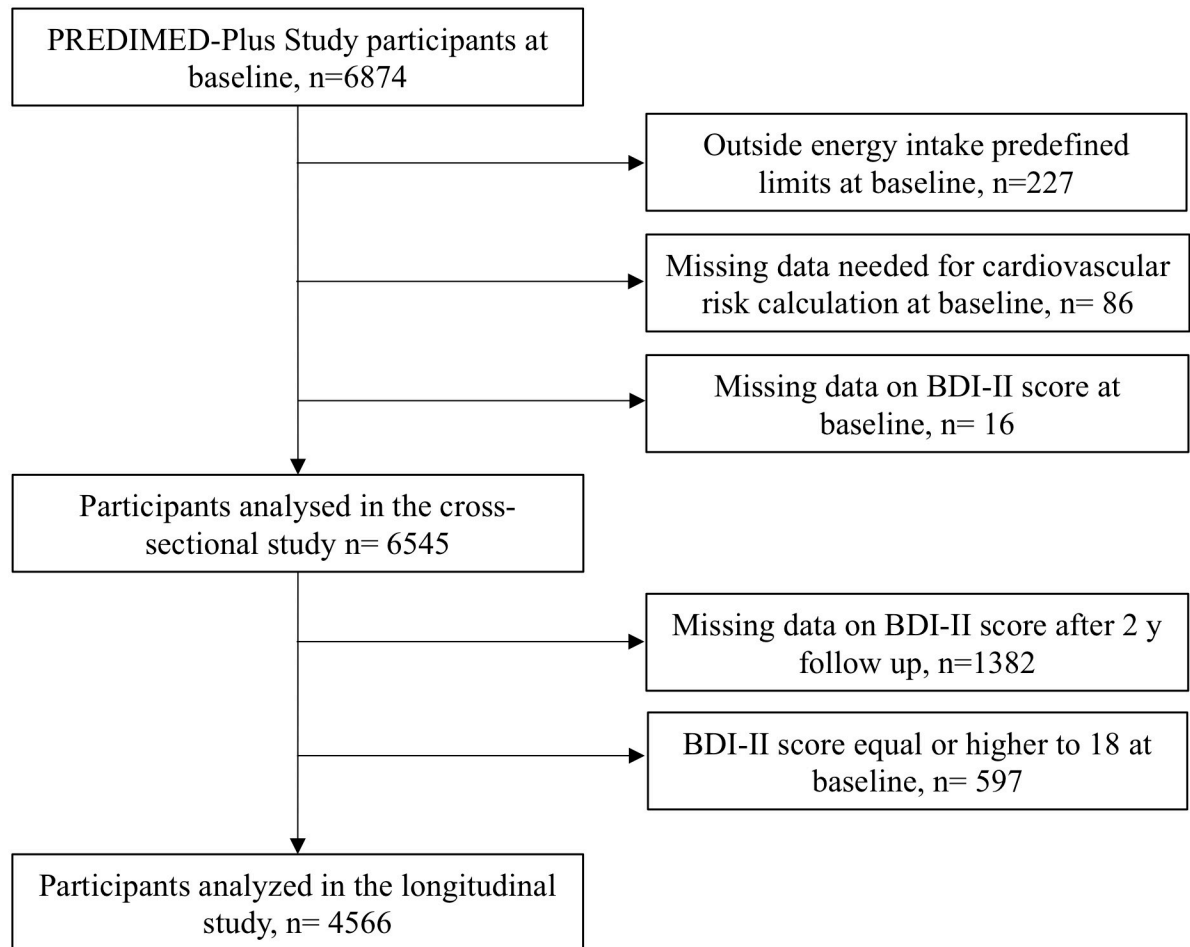 PREDIMED-Plus Study participants at
baseline, n=6874
Outside energy intake predefined
limits at baseline, n=227
Missing data needed for cardiovascular
risk calculation at baseline, n= 86
Missing data on BDI-II score at
baseline, n= 16
Participants analysed in the cross-
sectional study n= 6545
Missing data on BDI-II score after 2 y
follow up, n=1382
BDI-II score equal or higher to 18 at
baseline, n= 597
Participants analyzed in the longitudinal
study, n= 4566